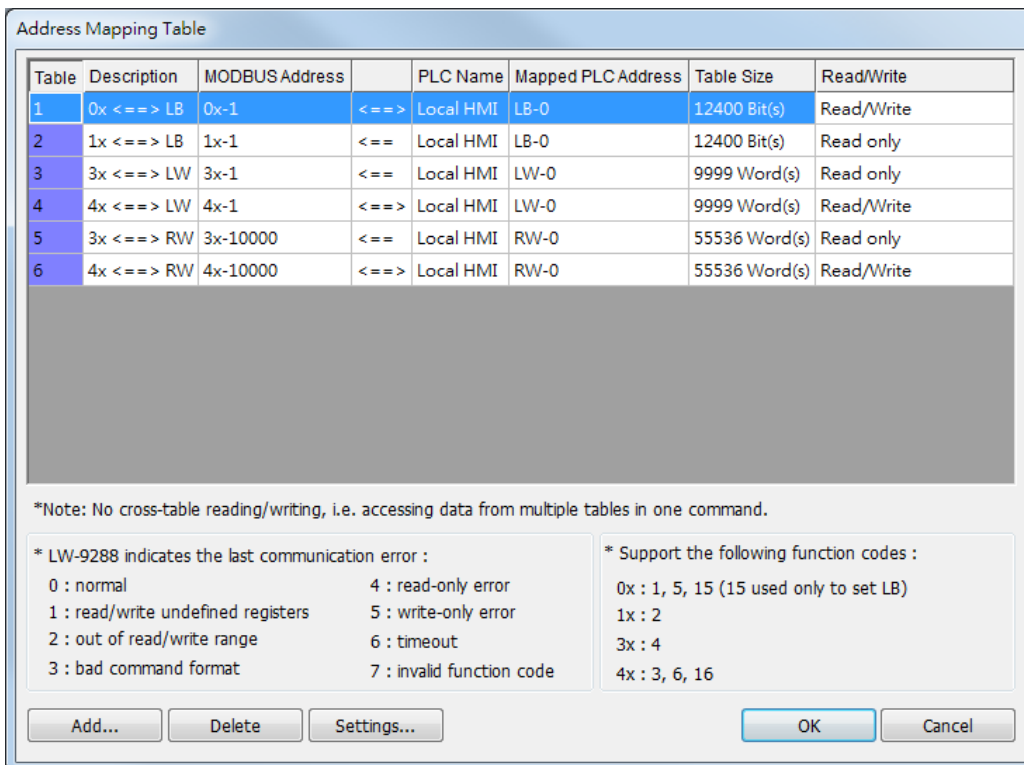 Address Mapping Table
Table Description MODBUS Address PLC Name Mapped PLC Address Table Size Read/Write
1 0x <==> LB 0x-1 <==> Local HMI LB-0 12400 Bit(s) Read/Write
2 1x <==> LB 1x-1 <== Local HMI LB-0 12400 Bit(s) Read only
3 3x <==> LW 3x-1 <== Local HMI LW-0 9999 Word(s) Read only
4 4x <==> LW 4x-1 <==> Local HMI LW-0 9999 Word(s) Read/Write
5 3x <==> RW 3x-10000 <== Local HMI RW-0 55536 Word(s) Read only
6 4x <==> RW 4x-10000 <==> Local HMI RW-0 55536 Word(s) Read/Write
*Note: No cross-table reading/writing, i.e. accessing data from multiple tables in one command.
* LW-9288 indicates the last communication error :
0 : normal
1 : read/write undefined registers
2 : out of read/write range
3 : bad command format
4 : read-only error
5 : write-only error
6 : timeout
7 : invalid function code
* Support the following function codes :
0x : 1, 5, 15 (15 used only to set LB)
1x : 2
3x : 4
4x : 3, 6, 16
Add... Delete Settings... OK Cancel